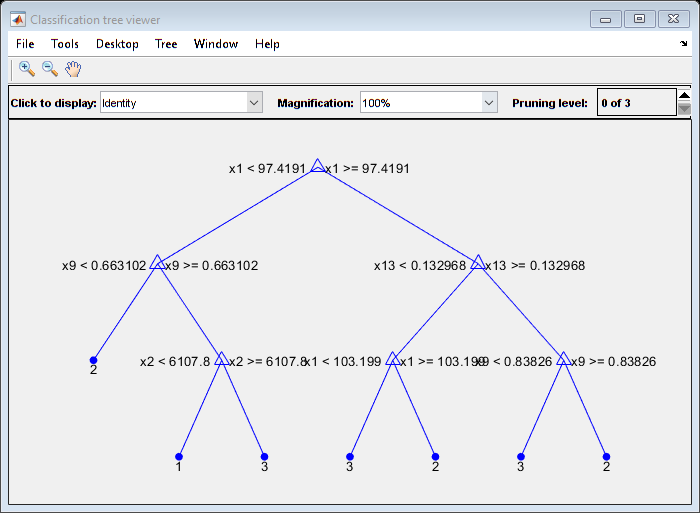 Classification tree viewer
File Tools Desktop Tree Window Help
Click to display: Identity Magnification: 100% Pruning level: 0 of 3
x1 < 97.4191 x1 >= 97.4191
x9 < 0.663102 x9 >= 0.663102 x13 < 0.132968 x13 >= 0.132968
2 x2 < 6107.8 x2 >= 6107.8 x1 < 103.199 x1 >= 103.199 x9 < 0.83826 x9 >= 0.83826
1 3 3 2 3 2